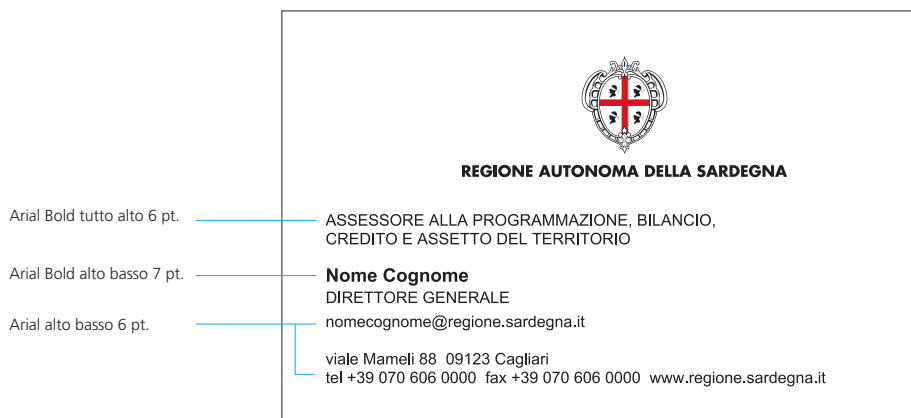 REGIONE AUTONOMA DELLA SARDEGNA
Arial Bold tutto alto 6 pt.
ASSESSORE ALLA PROGRAMMAZIONE, BILANCIO,
CREDITO E ASSETTO DEL TERRITORIO
Arial Bold alto basso 7 pt.
Nome Cognome
DIRETTORE GENERALE
Arial alto basso 6 pt.
nomecognome@regione.sardegna.it
viale Mameli 88  09123 Cagliari
tel +39 070 606 0000  fax +39 070 606 0000  www.regione.sardegna.it